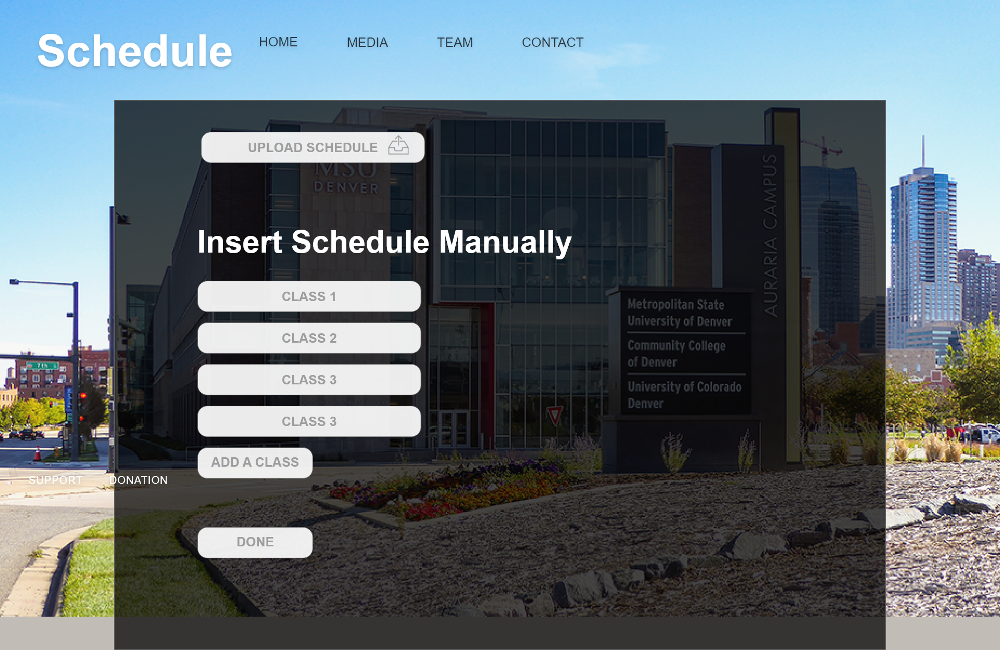 Schedule
HOME
MEDIA
TEAM
CONTACT
UPLOAD SCHEDULE
MSU
DENVER
AURARIA CAMPUS
Insert Schedule Manually
CLASS 1
CLASS 2
CLASS 3
CLASS 3
ADD A CLASS
Metropolitan State
University of Denver
Community College
of Denver
University of Colorado
Denver
7th
SUPPORT
DONATION
DONE